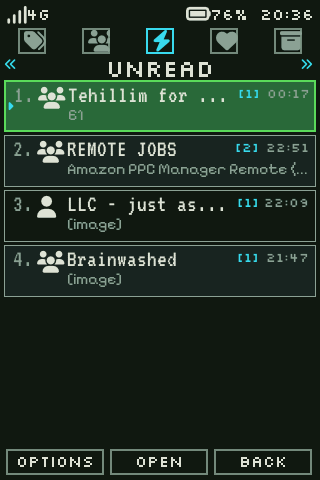 4G 76% 20:36
« »
UNREAD
1. Tehillim for ... [1] 00:17
61
2. REMOTE JOBS [2] 22:51
Amazon PPC Manager Remote (...
3. LLC - just as... [1] 22:09
(image)
4. Brainwashed [1] 21:47
(image)
OPTIONS OPEN BACK